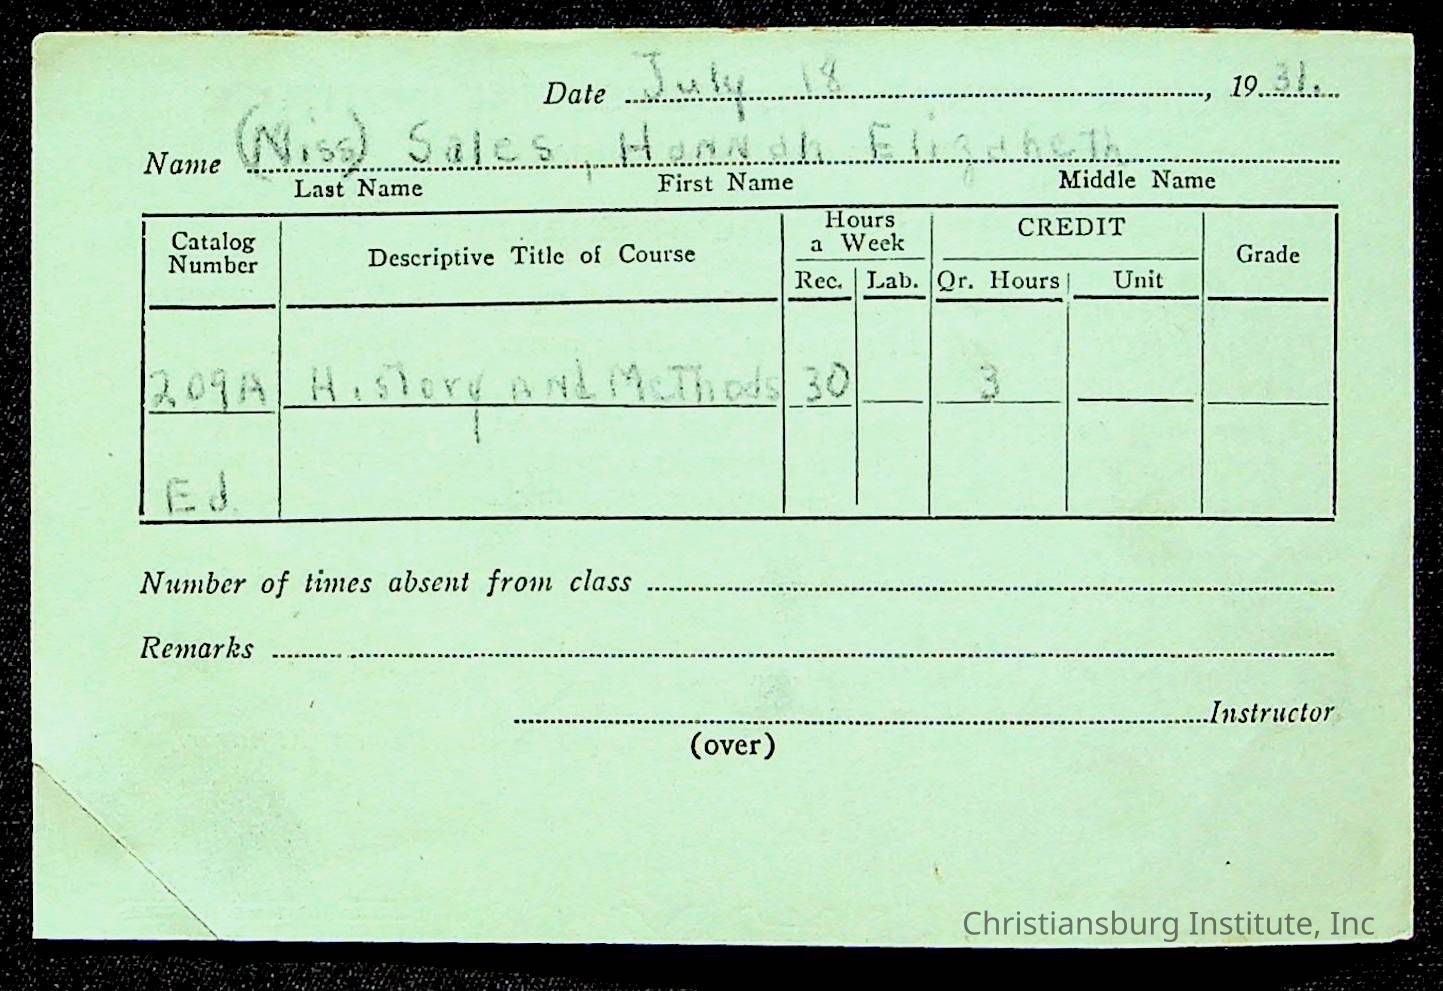 Date July 18, 1931.
Name (Miss) Sales, Hannah Elizabeth
Last Name First Name Middle Name
Catalog Number Descriptive Title of Course Hours a Week CREDIT Grade
Rec. Lab. Qr. Hours Unit
209A History and Methods 30 3
Ed.
Number of times absent from class
Remarks
Instructor
(over)
Christiansburg Institute, Inc